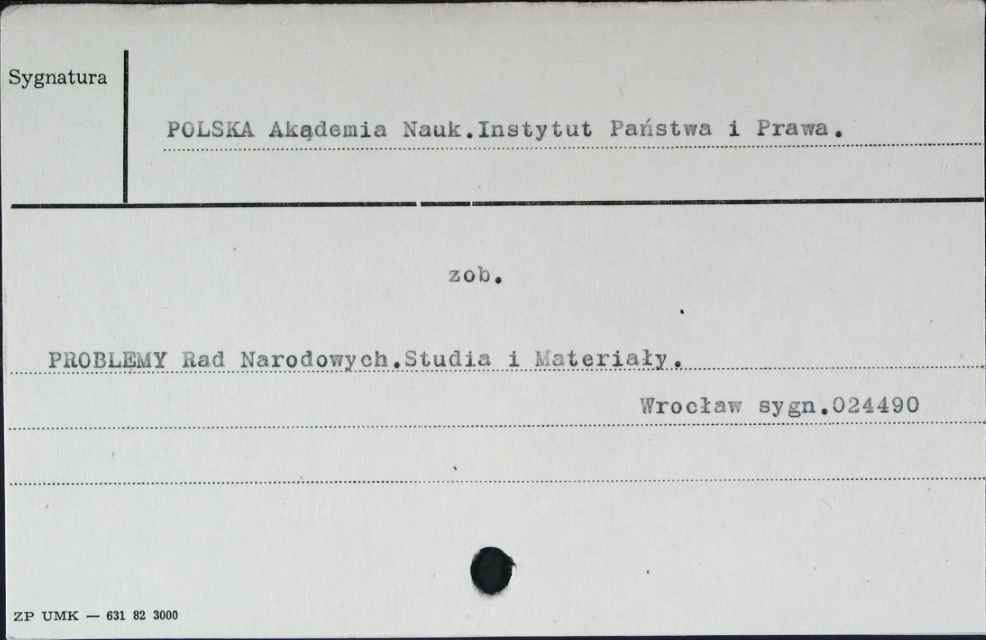 Sygnatura
POLSKA Akademia Nauk.Instytut Państwa i Prawa.
zob.
PROBLEMY Rad Narodowych.Studia i Materiały.
Wrocław sygn.024490
ZP UMK — 631 82 3000